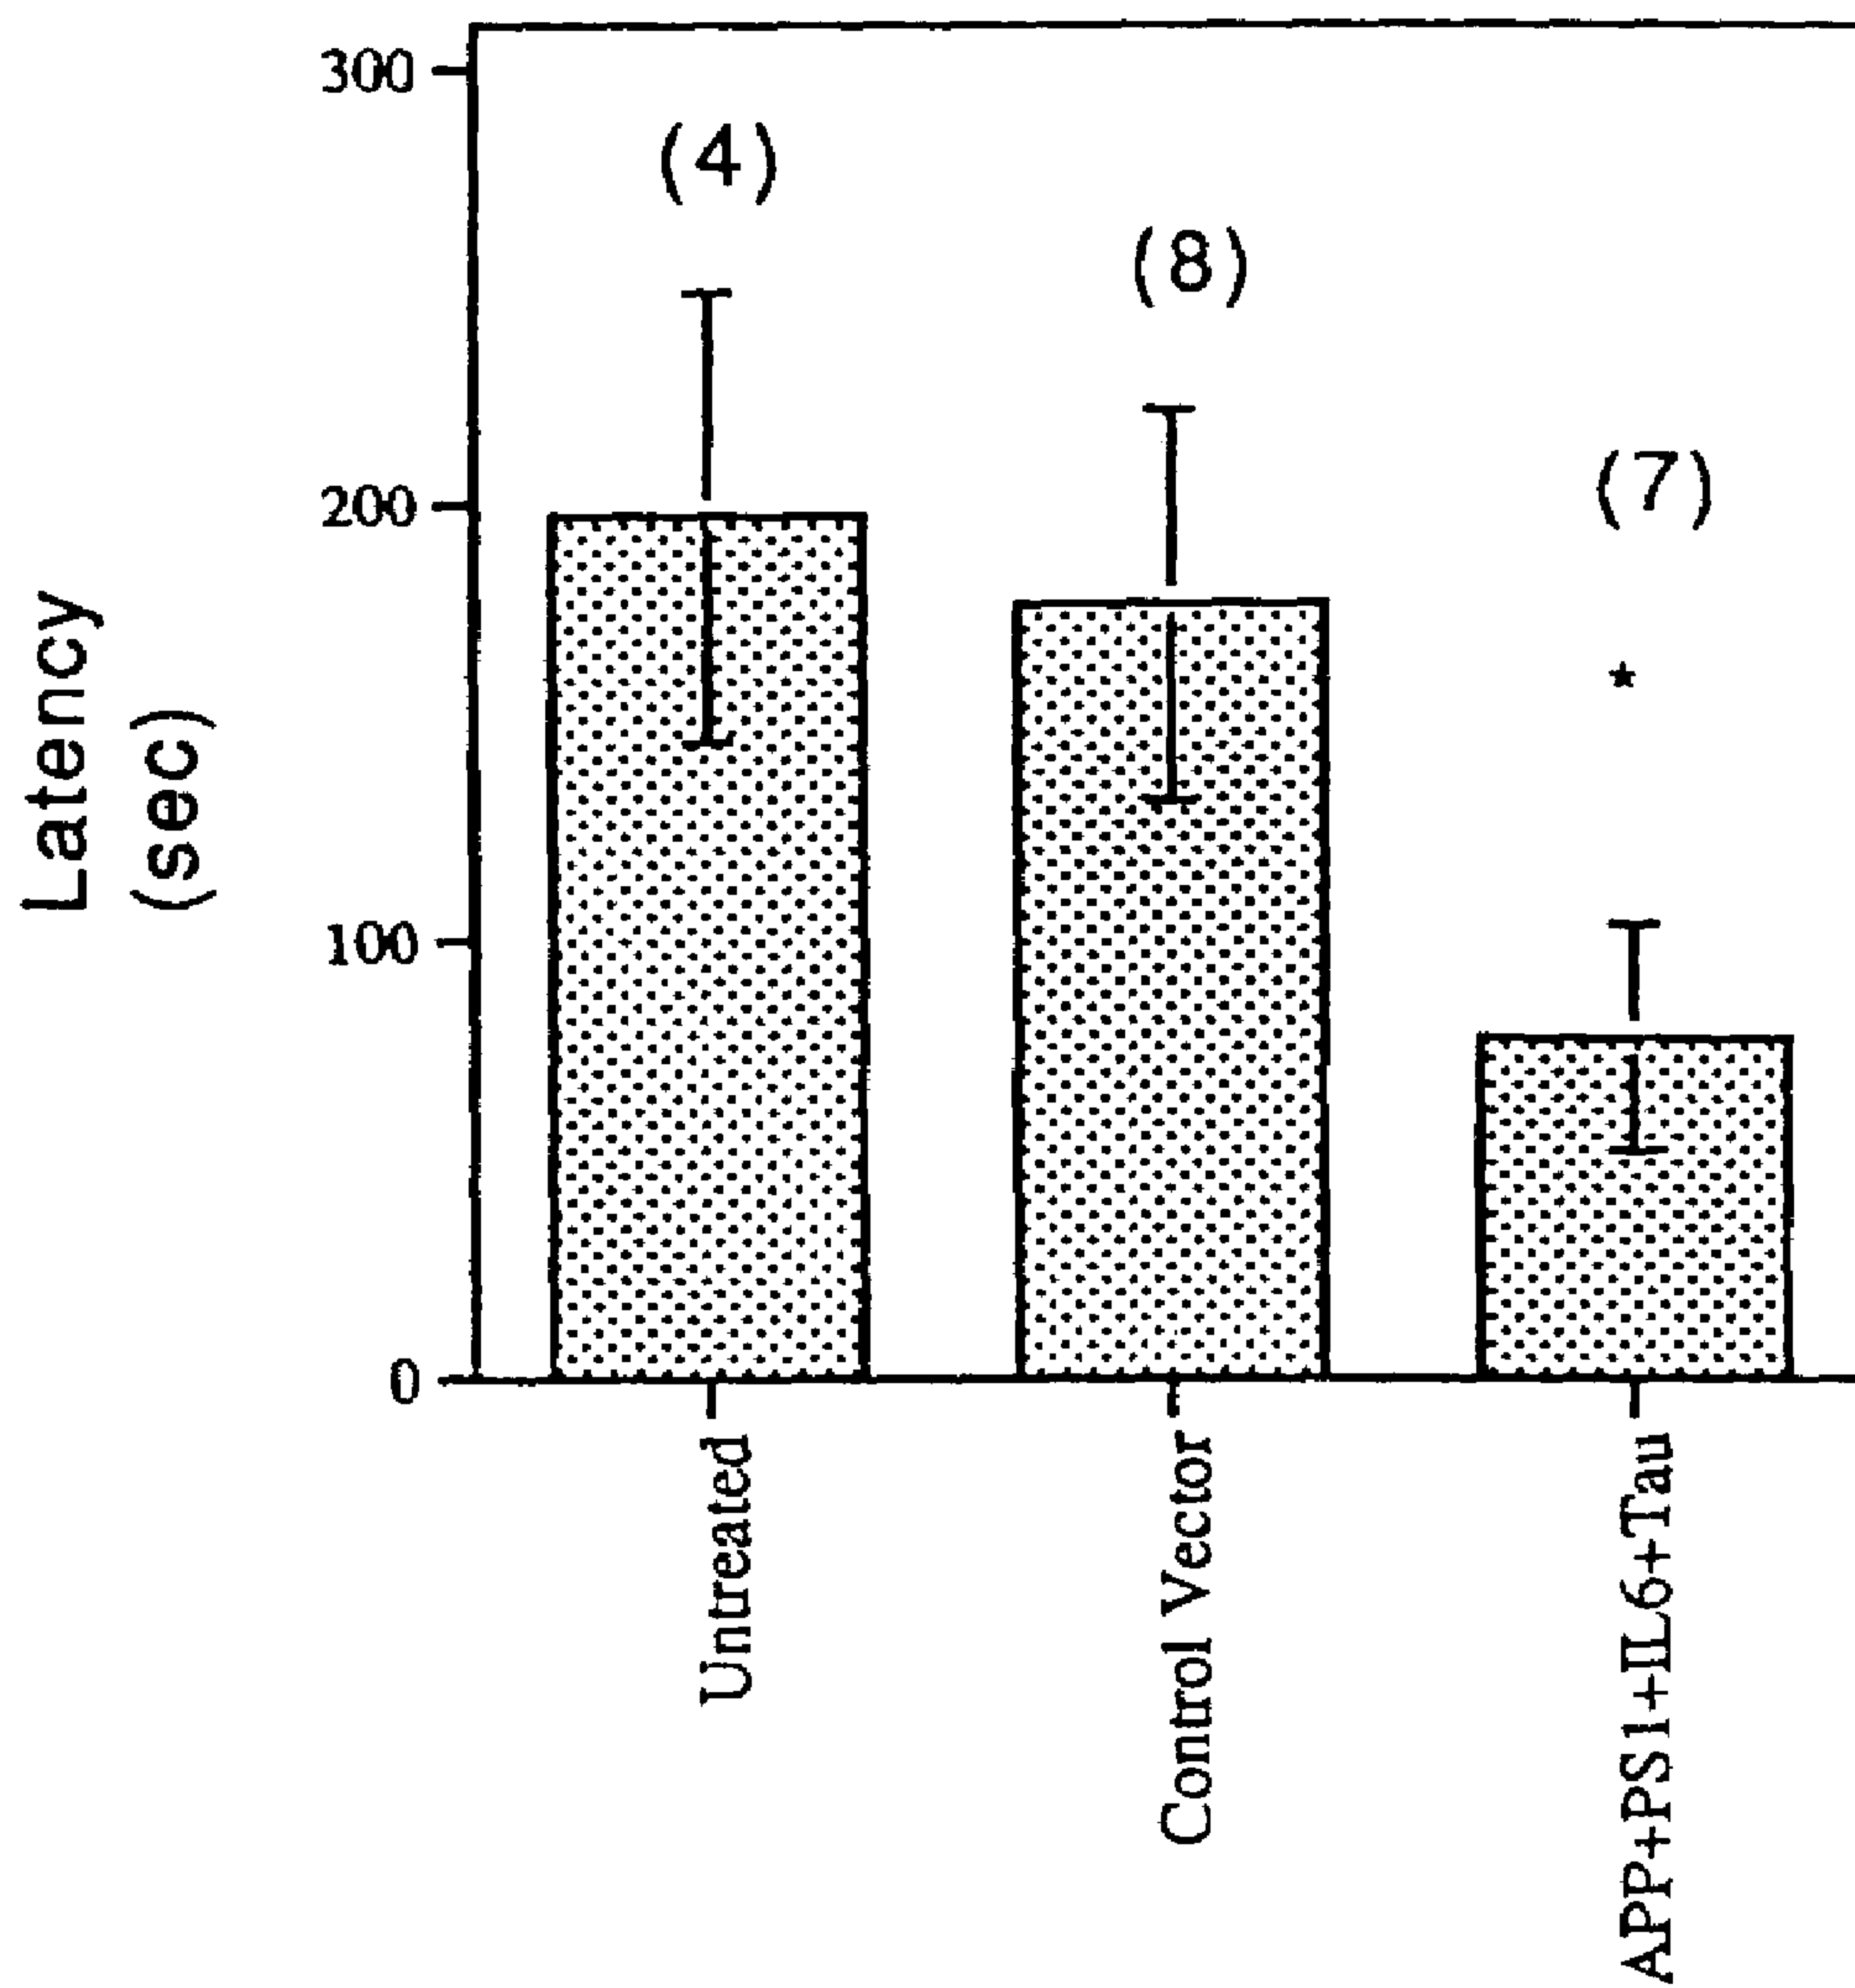 300
(4)
(8)
200
(7)
*
100
0
Latency
(sec)
Untreated
Control Vector
APP+PS1+IL6+Tau